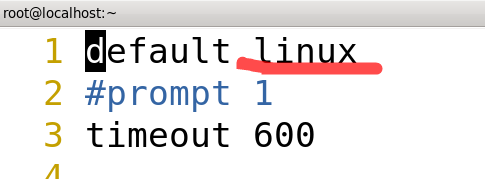 root@localhost:~
1 default linux
2 #prompt 1
3 timeout 600
4